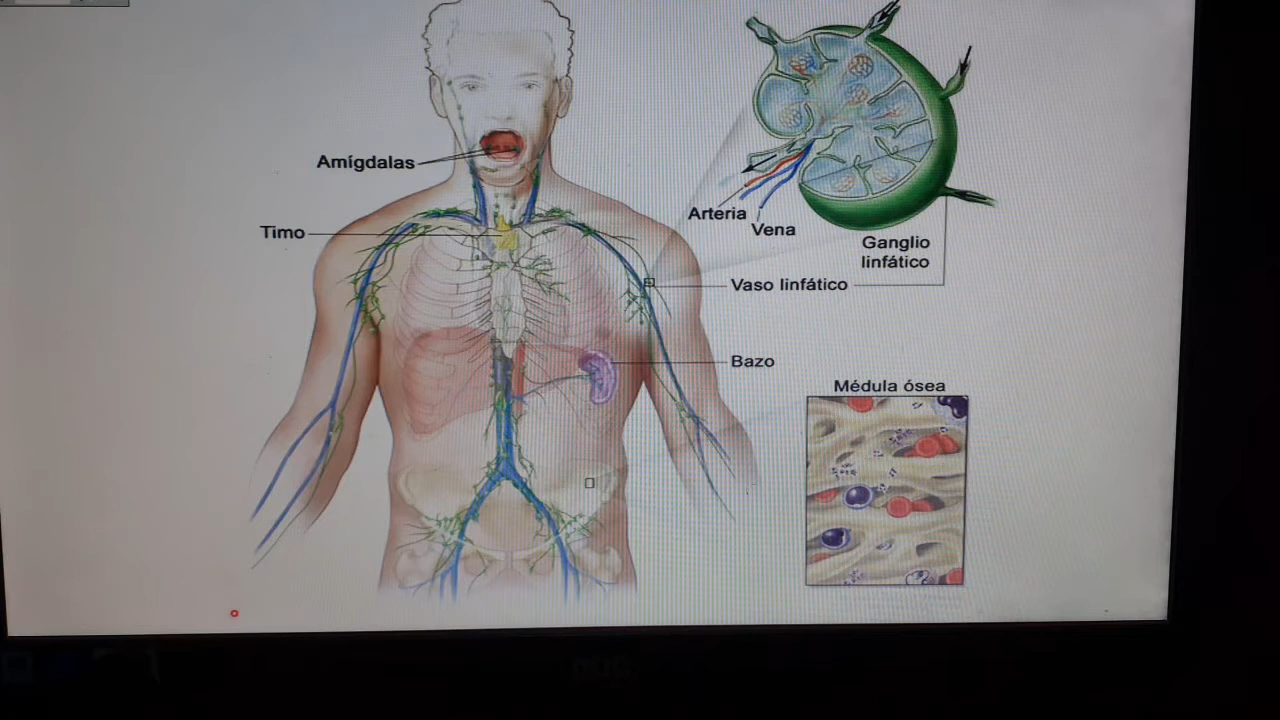 Amígdalas
Timo
Arteria
Vena
Ganglio
linfático
Vaso linfático
Bazo
Médula ósea